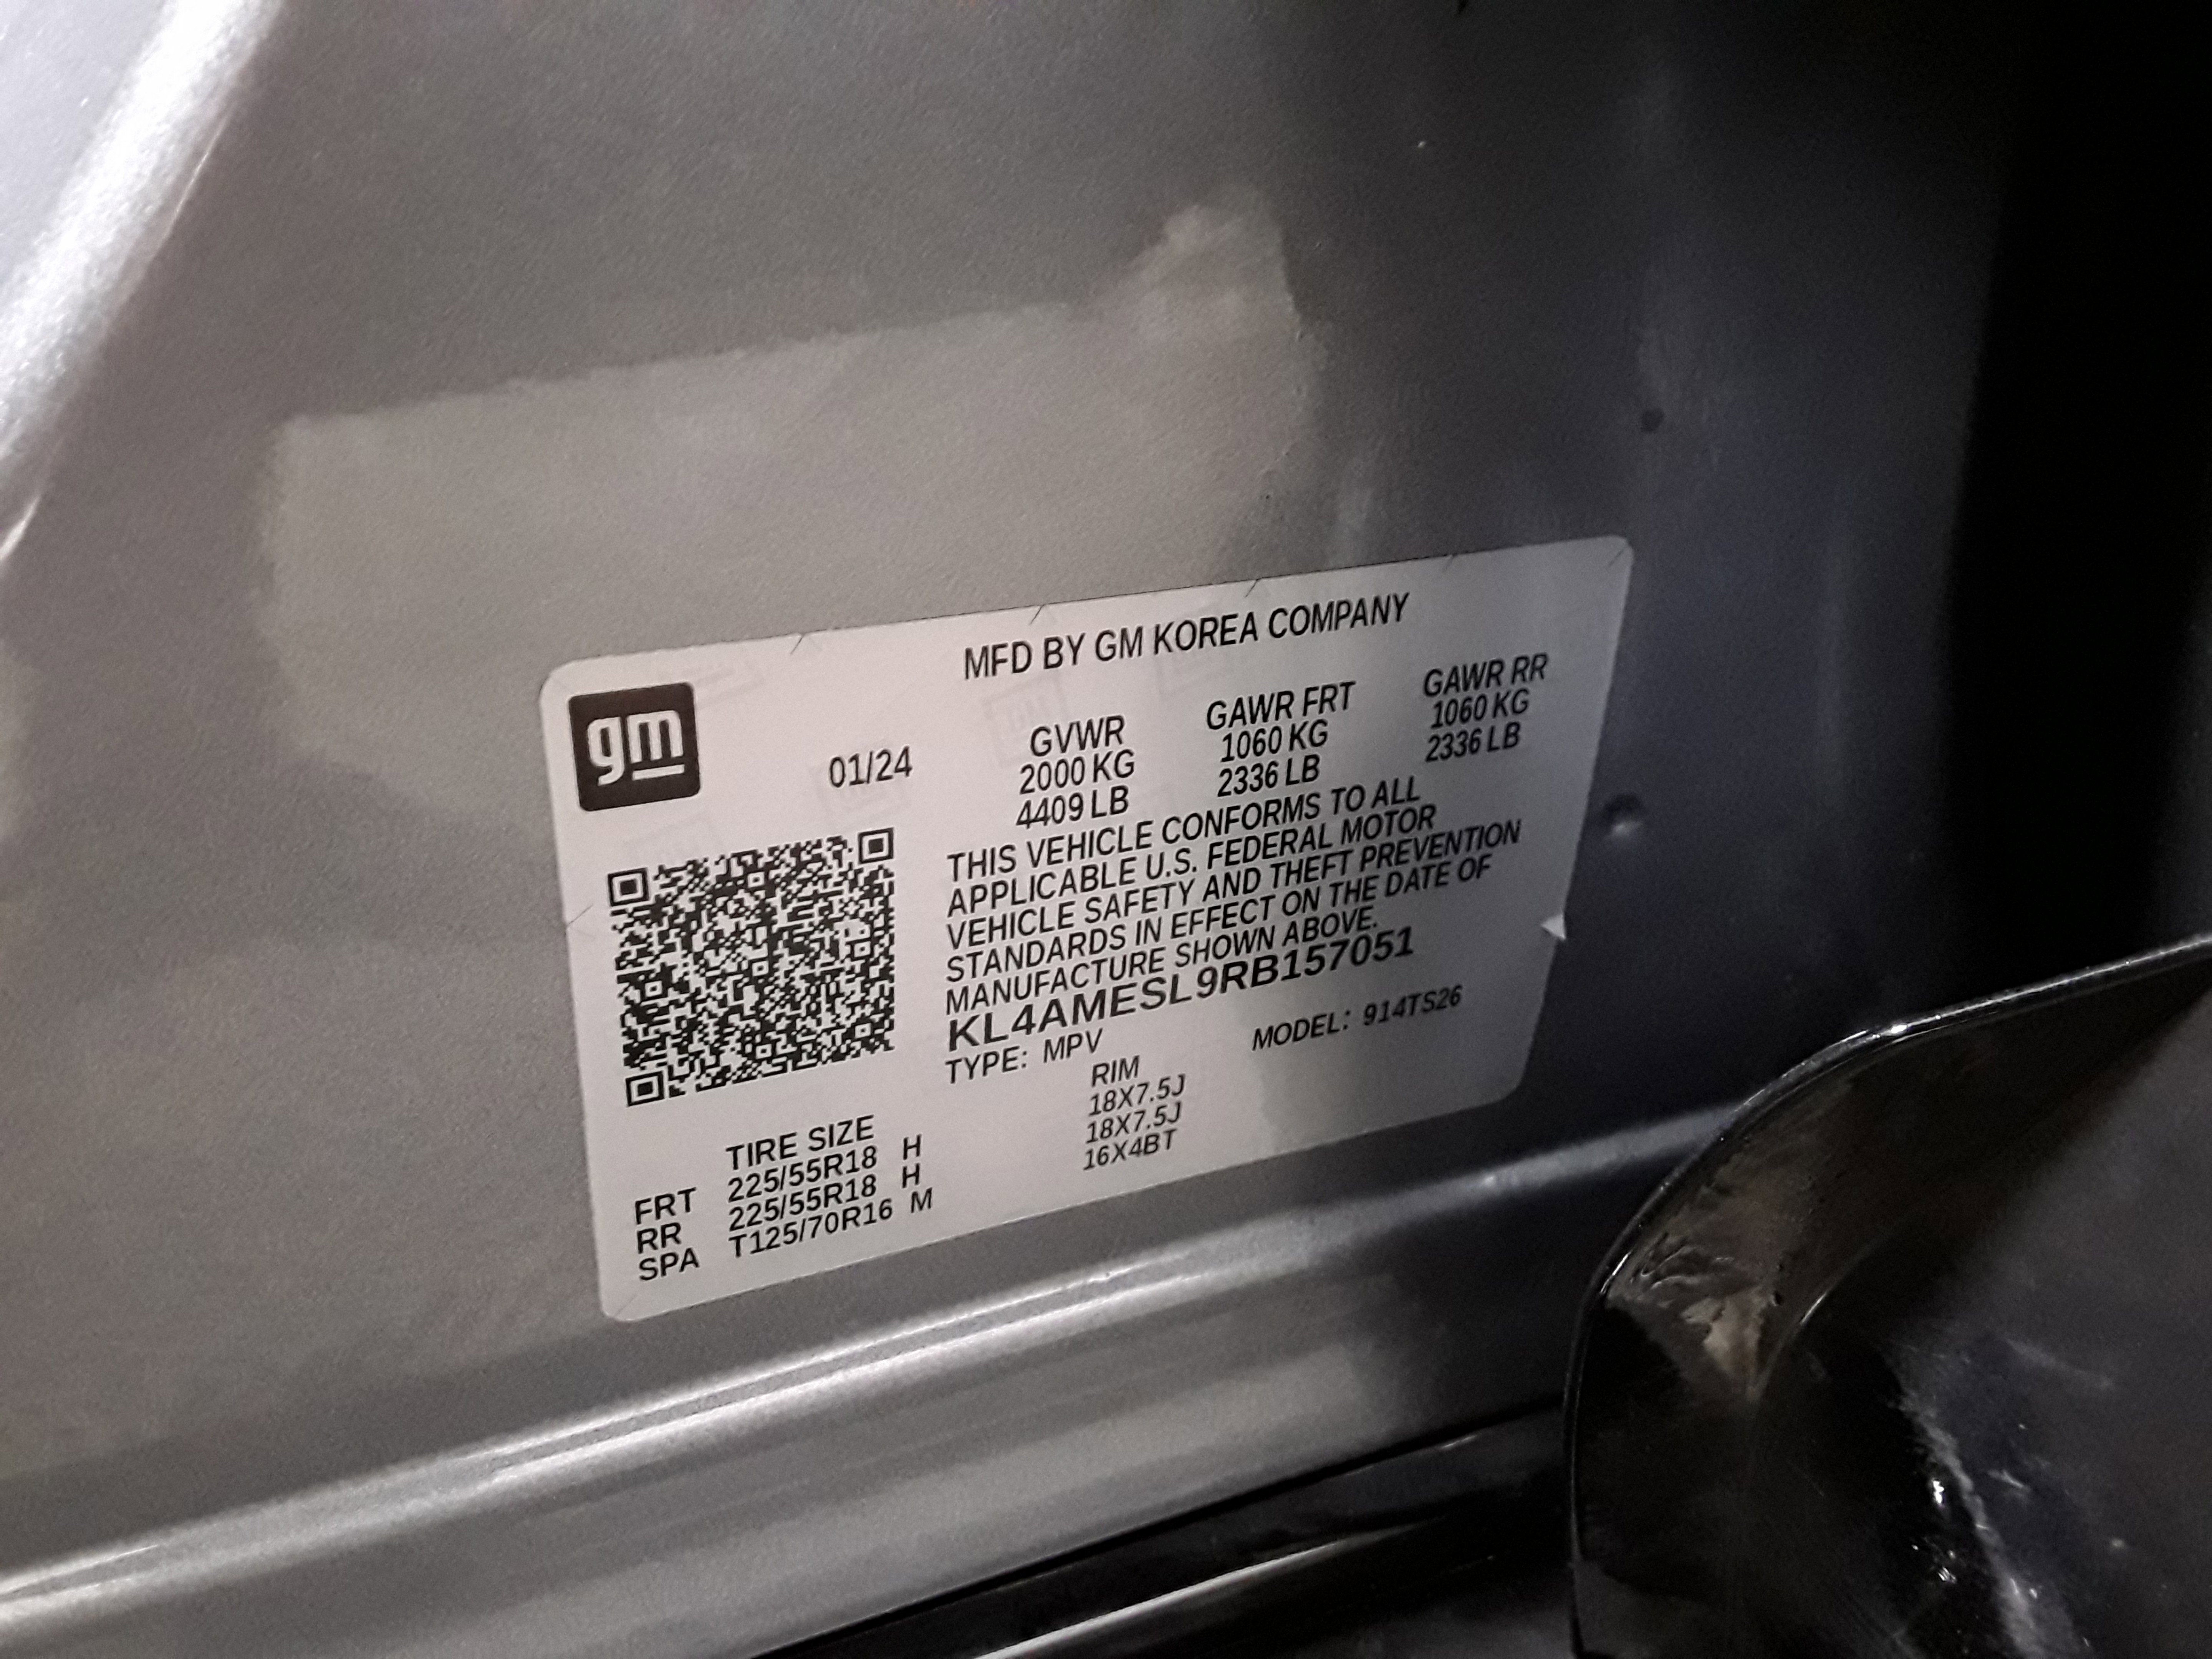 MFD BY GM KOREA COMPANY
gm
01/24
GVWR GAWR FRT GAWR RR
2000 KG 1060 KG 1060 KG
4409 LB 2336 LB 2336 LB
THIS VEHICLE CONFORMS TO ALL
APPLICABLE U.S. FEDERAL MOTOR
VEHICLE SAFETY AND THEFT PREVENTION
STANDARDS IN EFFECT ON THE DATE OF
MANUFACTURE SHOWN ABOVE.
KL4AMESL9RB157051
TYPE: MPV MODEL: 914TS26
TIRE SIZE RIM
FRT 225/55R18 H 18X7.5J
RR 225/55R18 H 18X7.5J
SPA T125/70R16 M 16X4BT